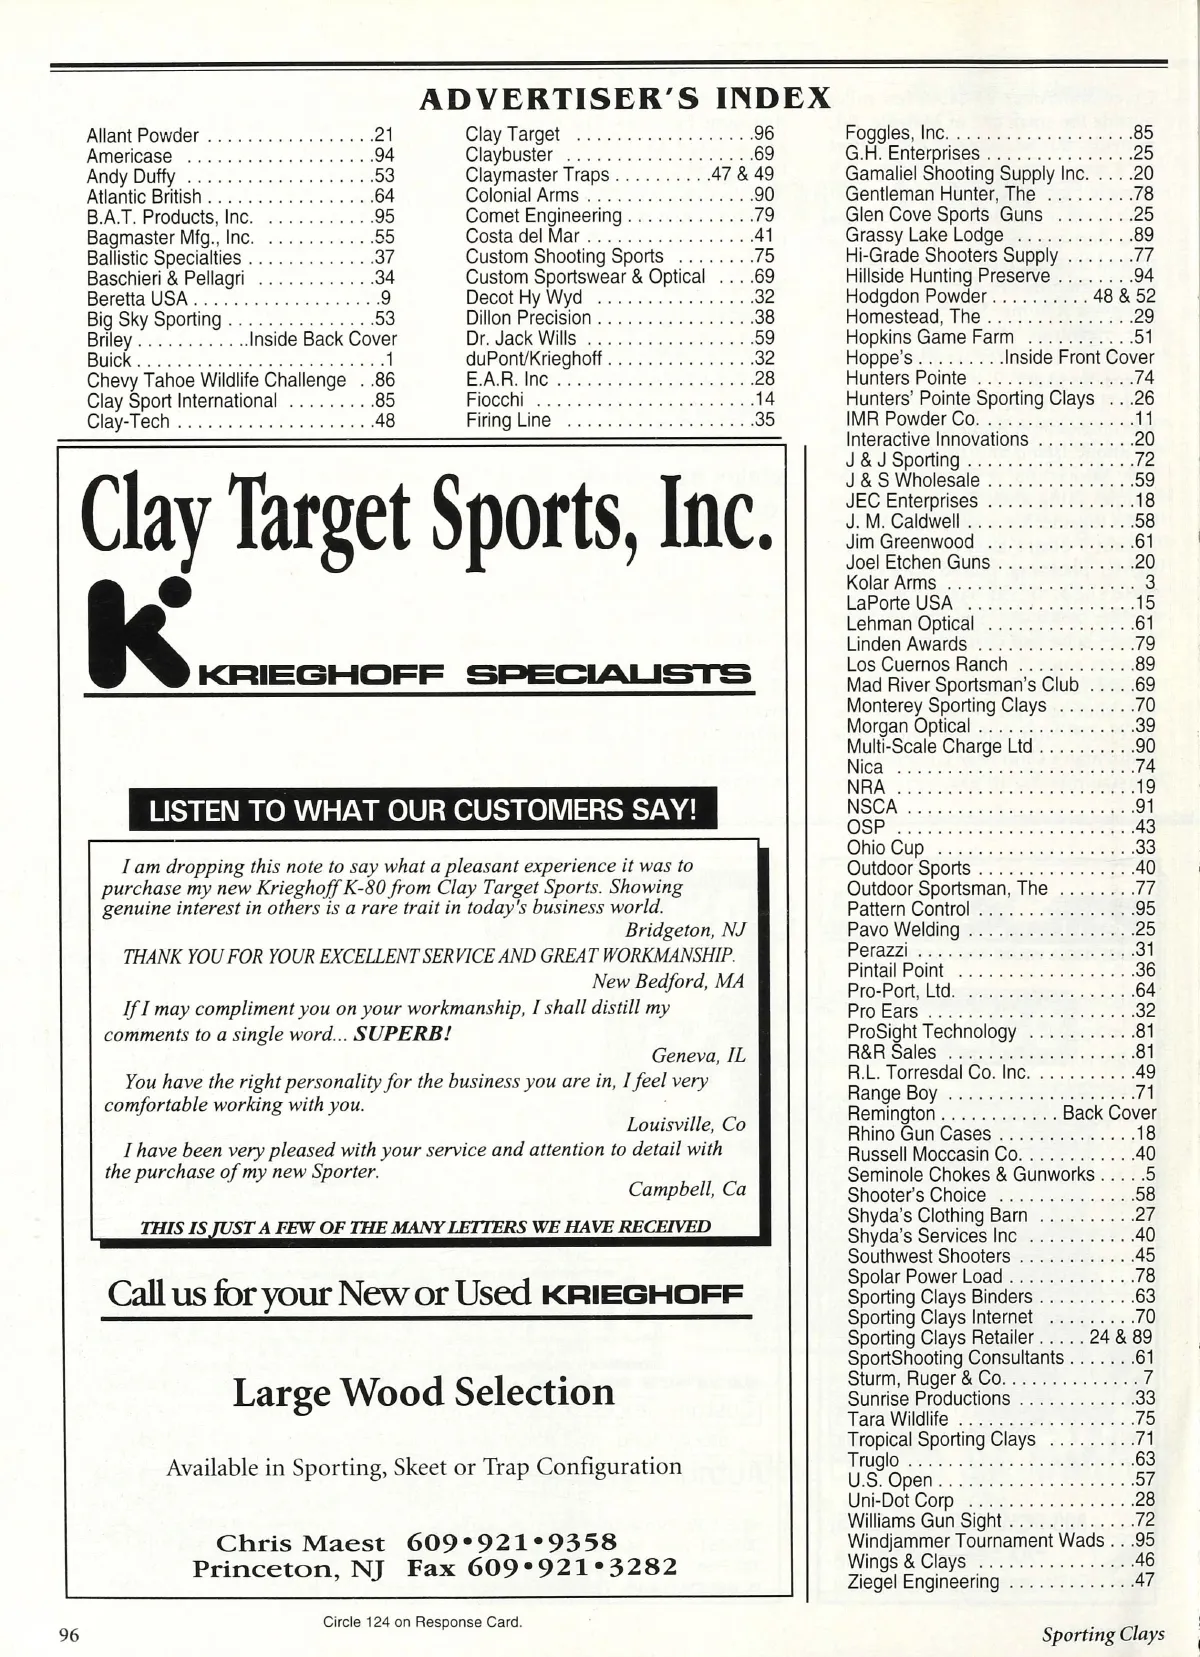 ADVERTISER'S INDEX
Allant Powder . . . . . . . . . . . . . . . . .21
Americase . . . . . . . . . . . . . . . . . . .94
Andy Duffy . . . . . . . . . . . . . . . . . . .53
Atlantic British . . . . . . . . . . . . . . . . .64
B.A.T. Products, Inc. . . . . . . . . . . . .95
Bagmaster Mfg., Inc. . . . . . . . . . . . .55
Ballistic Specialties . . . . . . . . . . . . .37
Baschieri & Pellagri . . . . . . . . . . . .34
Beretta USA . . . . . . . . . . . . . . . . . . .9
Big Sky Sporting . . . . . . . . . . . . . . .53
Briley . . . . . . . . . . . .Inside Back Cover
Buick . . . . . . . . . . . . . . . . . . . . . . . . .1
Chevy Tahoe Wildlife Challenge . .86
Clay Sport International . . . . . . . . .85
Clay-Tech . . . . . . . . . . . . . . . . . . . .48
Clay Target . . . . . . . . . . . . . . . . . .96
Claybuster . . . . . . . . . . . . . . . . . . .69
Claymaster Traps . . . . . . . . . .47 & 49
Colonial Arms . . . . . . . . . . . . . . . . .90
Comet Engineering . . . . . . . . . . . . .79
Costa del Mar . . . . . . . . . . . . . . . . .41
Custom Shooting Sports . . . . . . . .75
Custom Sportswear & Optical . . . .69
Decot Hy Wyd . . . . . . . . . . . . . . . .32
Dillon Precision . . . . . . . . . . . . . . . .38
Dr. Jack Wills . . . . . . . . . . . . . . . . .59
duPont/Krieghoff . . . . . . . . . . . . . . .32
E.A.R. Inc . . . . . . . . . . . . . . . . . . . .28
Fiocchi . . . . . . . . . . . . . . . . . . . . . .14
Firing Line . . . . . . . . . . . . . . . . . . .35
Foggles, Inc. . . . . . . . . . . . . . . . . . .85
G.H. Enterprises . . . . . . . . . . . . . . .25
Gamaliel Shooting Supply Inc. . . . .20
Gentleman Hunter, The . . . . . . . . .78
Glen Cove Sports Guns . . . . . . . .25
Grassy Lake Lodge . . . . . . . . . . . .89
Hi-Grade Shooters Supply . . . . . . .77
Hillside Hunting Preserve . . . . . . . .94
Hodgdon Powder . . . . . . . . . . 48 & 52
Homestead, The . . . . . . . . . . . . . . .29
Hopkins Game Farm . . . . . . . . . . .51
Hoppe's . . . . . . . .Inside Front Cover
Hunters Pointe . . . . . . . . . . . . . . . .74
Hunters' Pointe Sporting Clays . . .26
IMR Powder Co. . . . . . . . . . . . . . . .11
Interactive Innovations . . . . . . . . . .20
J & J Sporting . . . . . . . . . . . . . . . . .72
J & S Wholesale . . . . . . . . . . . . . . .59
JEC Enterprises . . . . . . . . . . . . . . .18
J. M. Caldwell . . . . . . . . . . . . . . . . .58
Jim Greenwood . . . . . . . . . . . . . . .61
Joel Etchen Guns . . . . . . . . . . . . . .20
Kolar Arms . . . . . . . . . . . . . . . . . . . 3
LaPorte USA . . . . . . . . . . . . . . . . .15
Lehman Optical . . . . . . . . . . . . . . .61
Linden Awards . . . . . . . . . . . . . . . .79
Los Cuernos Ranch . . . . . . . . . . . .89
Mad River Sportsman's Club . . . . .69
Monterey Sporting Clays . . . . . . . .70
Morgan Optical . . . . . . . . . . . . . . . .39
Multi-Scale Charge Ltd . . . . . . . . . .90
Nica . . . . . . . . . . . . . . . . . . . . . . . .74
NRA . . . . . . . . . . . . . . . . . . . . . . . .19
NSCA . . . . . . . . . . . . . . . . . . . . . . .91
OSP . . . . . . . . . . . . . . . . . . . . . . . .43
Ohio Cup . . . . . . . . . . . . . . . . . . . .33
Outdoor Sports . . . . . . . . . . . . . . . .40
Outdoor Sportsman, The . . . . . . . .77
Pattern Control . . . . . . . . . . . . . . . .95
Pavo Welding . . . . . . . . . . . . . . . . .25
Perazzi . . . . . . . . . . . . . . . . . . . . . .31
Pintail Point . . . . . . . . . . . . . . . . . .36
Pro-Port, Ltd. . . . . . . . . . . . . . . . . .64
Pro Ears . . . . . . . . . . . . . . . . . . . . .32
ProSight Technology . . . . . . . . . . .81
R&R Sales . . . . . . . . . . . . . . . . . . .81
R.L. Torresdal Co. Inc. . . . . . . . . . .49
Range Boy . . . . . . . . . . . . . . . . . . .71
Remington . . . . . . . . . . . . Back Cover
Rhino Gun Cases . . . . . . . . . . . . . .18
Russell Moccasin Co. . . . . . . . . . . .40
Seminole Chokes & Gunworks . . . . .5
Shooter's Choice . . . . . . . . . . . . . .58
Shyda's Clothing Barn . . . . . . . . . .27
Shyda's Services Inc . . . . . . . . . . .40
Southwest Shooters . . . . . . . . . . . .45
Spolar Power Load . . . . . . . . . . . . .78
Sporting Clays Binders . . . . . . . . . .63
Sporting Clays Internet . . . . . . . . .70
Sporting Clays Retailer . . . . . 24 & 89
SportShooting Consultants . . . . . . .61
Sturm, Ruger & Co. . . . . . . . . . . . . . 7
Sunrise Productions . . . . . . . . . . . .33
Tara Wildlife . . . . . . . . . . . . . . . . . .75
Tropical Sporting Clays . . . . . . . . .71
Truglo . . . . . . . . . . . . . . . . . . . . . . .63
U.S. Open . . . . . . . . . . . . . . . . . . . .57
Uni-Dot Corp . . . . . . . . . . . . . . . . .28
Williams Gun Sight . . . . . . . . . . . . .72
Windjammer Tournament Wads . . .95
Wings & Clays . . . . . . . . . . . . . . . .46
Ziegel Engineering . . . . . . . . . . . . .47
Clay Target Sports, Inc.
K KRIEGHOFF SPECIALISTS
LISTEN TO WHAT OUR CUSTOMERS SAY!
I am dropping this note to say what a pleasant experience it was to
purchase my new Krieghoff K-80 from Clay Target Sports. Showing
genuine interest in others is a rare trait in today's business world.
Bridgeton, NJ
THANK YOU FOR YOUR EXCELLENT SERVICE AND GREAT WORKMANSHIP.
New Bedford, MA
If I may compliment you on your workmanship, I shall distill my
comments to a single word... SUPERB!
Geneva, IL
You have the right personality for the business you are in, I feel very
comfortable working with you.
Louisville, Co
I have been very pleased with your service and attention to detail with
the purchase of my new Sporter.
Campbell, Ca
THIS IS JUST A FEW OF THE MANY LETTERS WE HAVE RECEIVED
Call us for your New or Used KRIEGHOFF
Large Wood Selection
Available in Sporting, Skeet or Trap Configuration
Chris Maest 609•921•9358
Princeton, NJ Fax 609•921•3282
Circle 124 on Response Card.
96
Sporting Clays